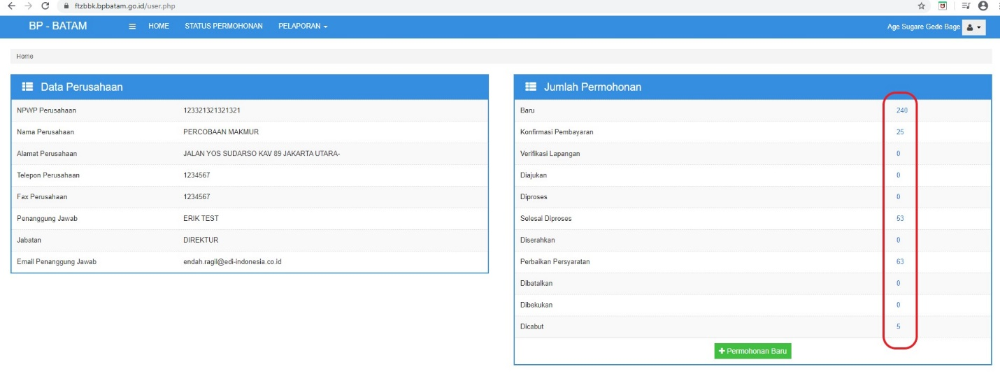 ftzbbk.bpbatam.go.id/user.php
BP - BATAM HOME STATUS PERMOHONAN PELAPORAN Age Sugare Gede Bage
Home
Data Perusahaan
NPWP Perusahaan 123321321321321
Nama Perusahaan PERCOBAAN MAKMUR
Alamat Perusahaan JALAN YOS SUDARSO KAV 89 JAKARTA UTARA-
Telepon Perusahaan 1234567
Fax Perusahaan 1234567
Penanggung Jawab ERIK TEST
Jabatan DIREKTUR
Email Penanggung Jawab endah.ragil@edi-indonesia.co.id
Jumlah Permohonan
Baru 240
Konfirmasi Pembayaran 25
Verifikasi Lapangan 0
Diajukan 0
Diproses 0
Selesai Diproses 53
Diserahkan 0
Perbaikan Persyaratan 63
Dibatalkan 0
Dibekukan 0
Dicabut 5
+ Permohonan Baru